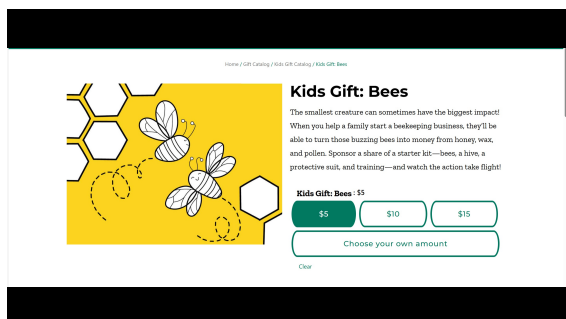 Home / Gift Catalog / Kids Gift Catalog / Kids Gift: Bees
Kids Gift: Bees
The smallest creature can sometimes have the biggest impact!
When you help a family start a beekeeping business, they'll be
able to turn those buzzing bees into money from honey, wax,
and pollen. Sponsor a share of a starter kit—bees, a hive, a
protective suit, and training—and watch the action take flight!
Kids Gift: Bees : $5
$5 $10 $15
Choose your own amount
Clear